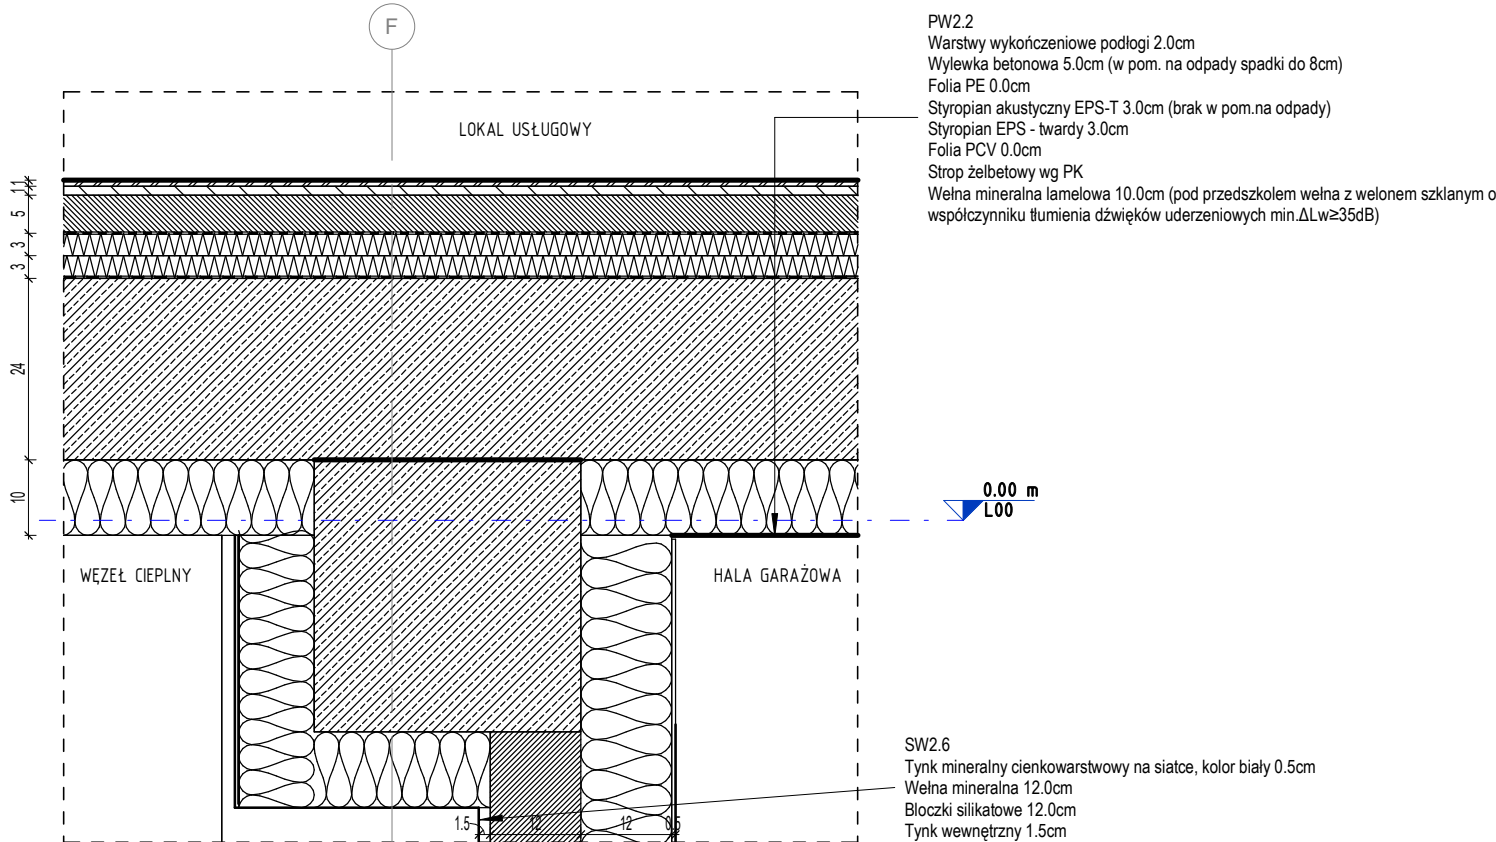 F
PW2.2
Warstwy wykończeniowe podłogi 2.0cm
Wylewka betonowa 5.0cm (w pom. na odpady spadki do 8cm)
Folia PE 0.0cm
Styropian akustyczny EPS-T 3.0cm (brak w pom.na odpady)
Styropian EPS - twardy 3.0cm
Folia PCV 0.0cm
Strop żelbetowy wg PK
Wełna mineralna lamelowa 10.0cm (pod przedszkolem wełna z welonem szklanym o
współczynniku tłumienia dźwięków uderzeniowych min.ΔLw≥35dB)
LOKAL USŁUGOWY
1
1
5
3
3
24
10
0.00 m
L00
WĘZEŁ CIEPLNY
HALA GARAŻOWA
SW2.6
Tynk mineralny cienkowarstwowy na siatce, kolor biały 0.5cm
Wełna mineralna 12.0cm
Bloczki silikatowe 12.0cm
Tynk wewnętrzny 1.5cm
1.5
12
12
0.5